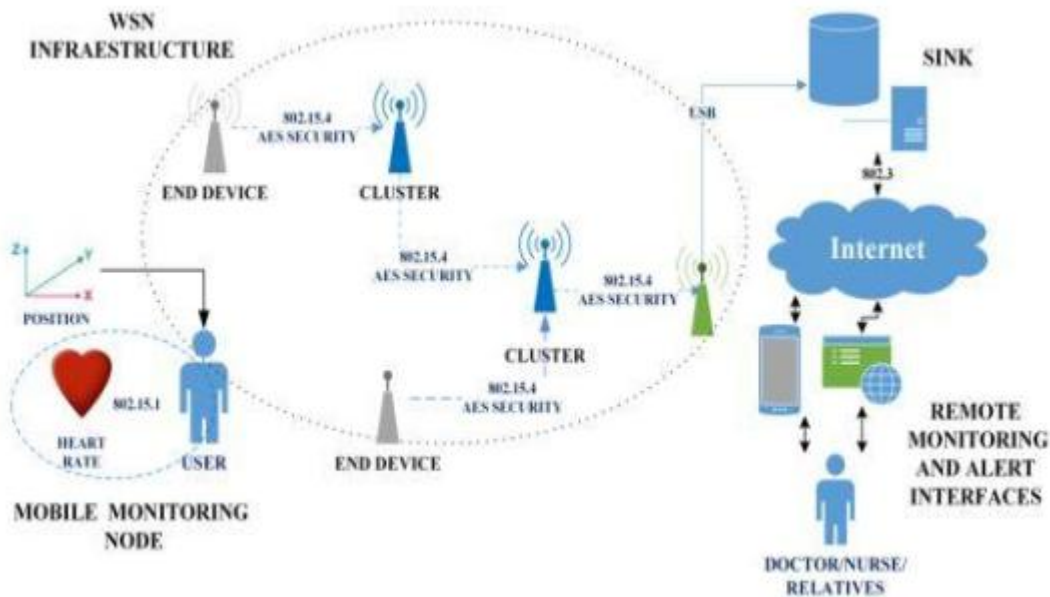 WSN
INFRAESTRUCTURE
SINK
USB
802.15.4
AES SECURITY
END DEVICE
CLUSTER
802.3
Internet
802.15.4
AES SECURITY
802.15.4
AES SECURITY
Z
Y
X
POSITION
CLUSTER
802.15.4
AES SECURITY
802.15.1
HEART
RATE
USER
END DEVICE
MOBILE MONITORING
NODE
REMOTE
MONITORING
AND ALERT
INTERFACES
DOCTOR/NURSE/
RELATIVES